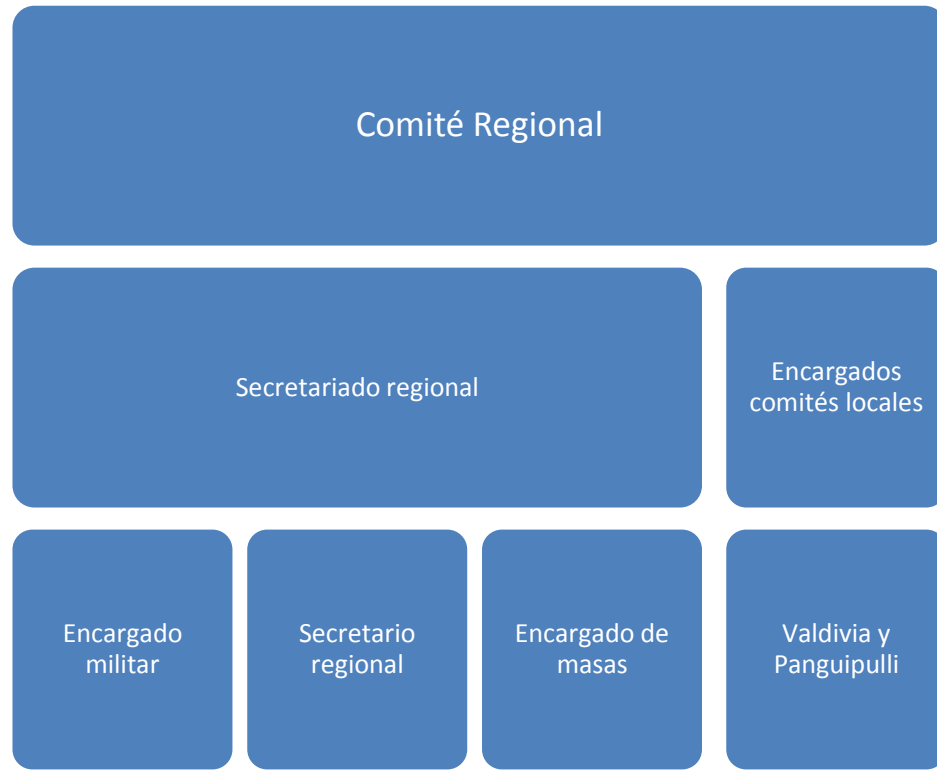 Comité Regional
Secretariado regional
Encargados
comités locales
Encargado
militar
Secretario
regional
Encargado de
masas
Valdivia y
Panguipulli